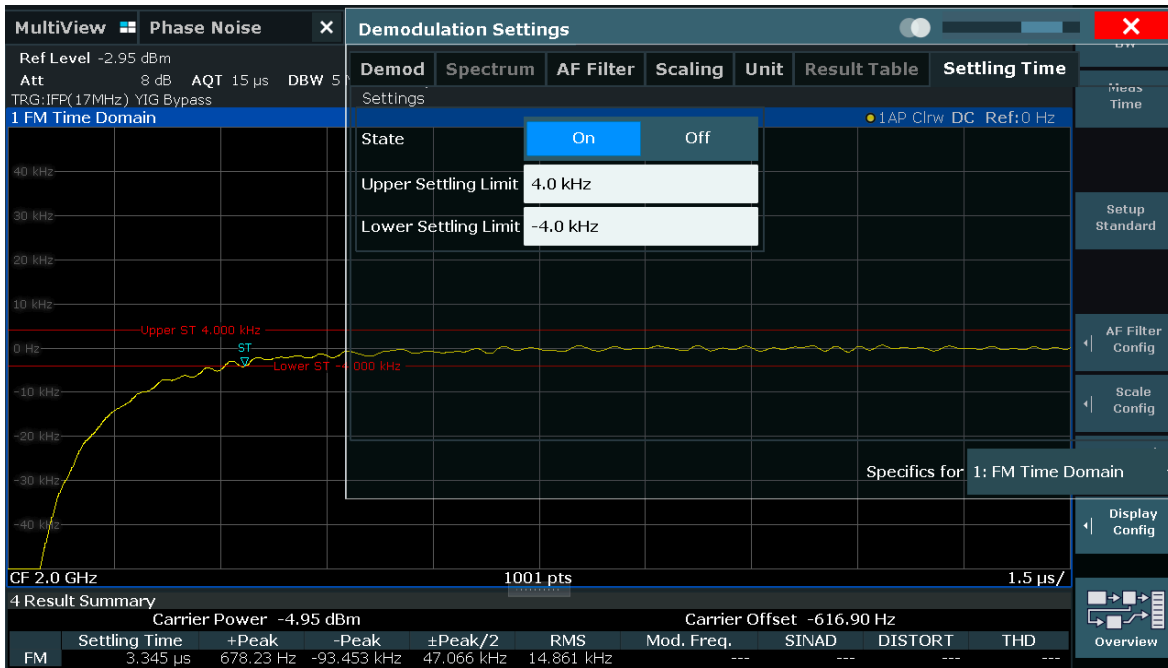 MultiView Phase Noise X Demodulation Settings X
Ref Level -2.95 dBm
Att 8 dB AQT 15 µs DBW 5
TRG:IFP(17MHz) YIG Bypass
1 FM Time Domain
Demod Spectrum AF Filter Scaling Unit Result Table Settling Time
Settings
1AP Clrw DC Ref:0 Hz
State On Off
Upper Settling Limit 4.0 kHz
Lower Settling Limit -4.0 kHz
40 kHz
30 kHz
20 kHz
10 kHz
Upper ST 4.000 kHz
0 Hz
ST
Lower ST -4.000 kHz
-10 kHz
-20 kHz
-30 kHz
-40 kHz
Specifics for 1: FM Time Domain
CF 2.0 GHz 1001 pts 1.5 µs/
4 Result Summary
Carrier Power -4.95 dBm Carrier Offset -616.90 Hz
Settling Time +Peak -Peak ±Peak/2 RMS Mod. Freq. SINAD DISTORT THD
FM 3.345 µs 678.23 Hz -93.453 kHz 47.066 kHz 14.861 kHz --- --- --- ---
Meas
Time
Setup
Standard
AF Filter
Config
Scale
Config
Display
Config
Overview